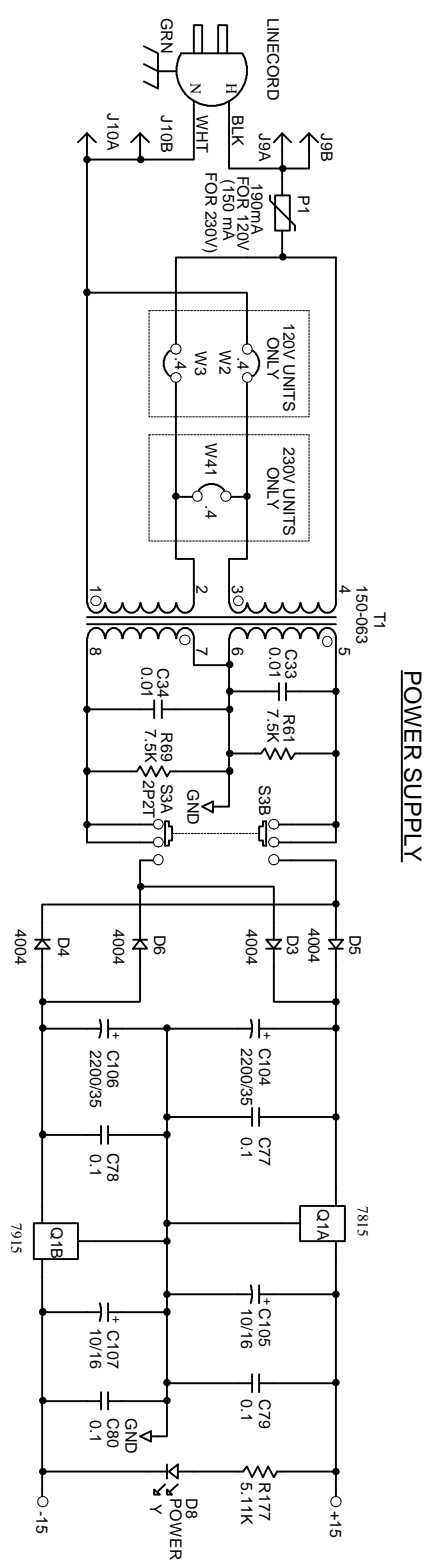 POWER SUPPLY
LINECORD
GRN
N
H
BLK
WHT
J9B
J9A
J10B
J10A
P1
190mA
FOR 120V
(150 mA
FOR 230V)
120V UNITS
ONLY
W2
.4
W3
.4
230V UNITS
ONLY
W41
.4
T1
150-063
4
3
2
1
5
6
7
8
C33
0.01
R61
7.5K
C34
0.01
R69
7.5K
GND
S3B
S3A
2P2T
D5
4004
D3
4004
D6
4004
D4
4004
C104
2200/35
+
C77
0.1
C106
2200/35
+
C78
0.1
7815
Q1A
Q1B
7915
C105
10/16
+
C79
0.1
C107
10/16
+
C80
0.1
GND
R177
5.11K
D8
POWER
Y
+15
-15